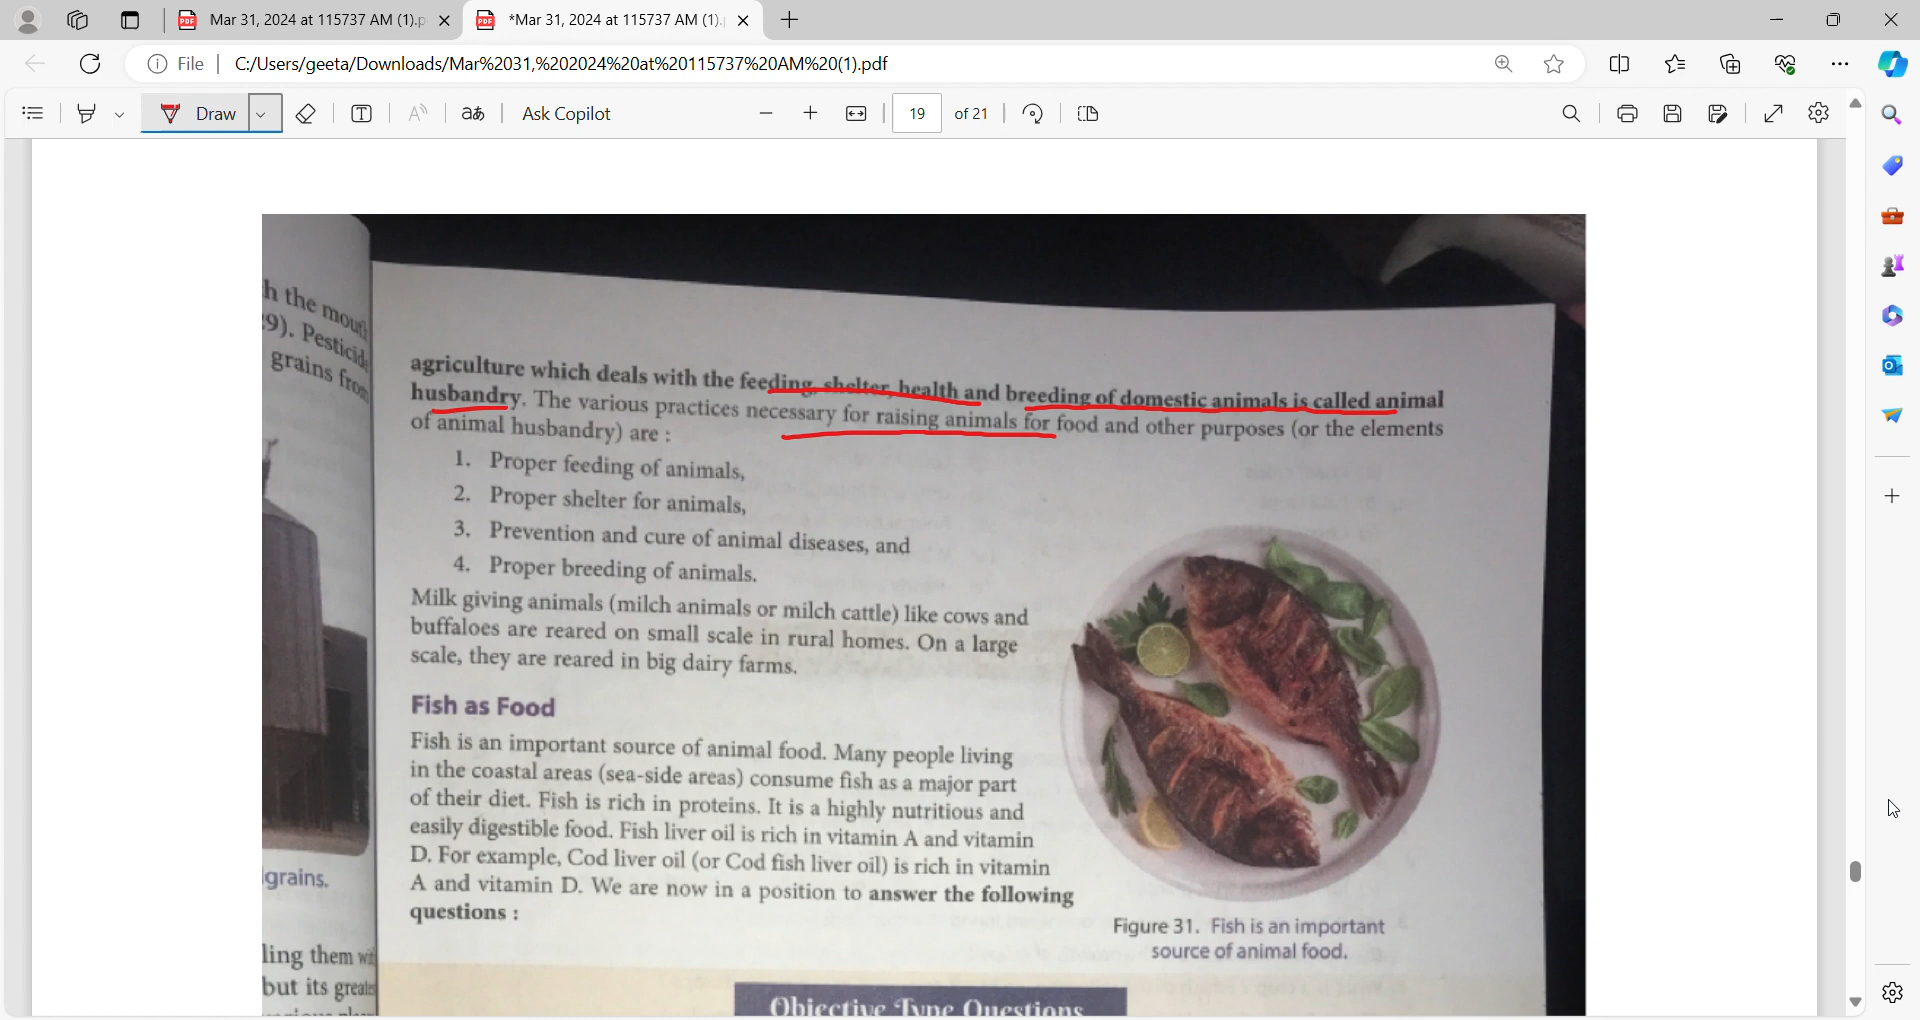 Mar 31, 2024 at 115737 AM (1).p
*Mar 31, 2024 at 115737 AM (1).
File
C:/Users/geeta/Downloads/Mar%2031,%202024%20at%20115737%20AM%20(1).pdf
Draw
Ask Copilot
19 of 21
h the mouth
9). Pesticide
grains from
grains.
ling them
but its
agriculture which deals with the feeding, shelter, health and breeding of domestic animals is called animal
husbandry. The various practices necessary for raising animals for food and other purposes (or the elements
of animal husbandry) are :
1. Proper feeding of animals,
2. Proper shelter for animals,
3. Prevention and cure of animal diseases, and
4. Proper breeding of animals.
Milk giving animals (milch animals or milch cattle) like cows and
buffaloes are reared on small scale in rural homes. On a large
scale, they are reared in big dairy farms.
Fish as Food
Fish is an important source of animal food. Many people living
in the coastal areas (sea-side areas) consume fish as a major part
of their diet. Fish is rich in proteins. It is a highly nutritious and
easily digestible food. Fish liver oil is rich in vitamin A and vitamin
D. For example, Cod liver oil (or Cod fish liver oil) is rich in vitamin
A and vitamin D. We are now in a position to answer the following
questions :
Figure 31. Fish is an important
source of animal food.
Objective Type Questions